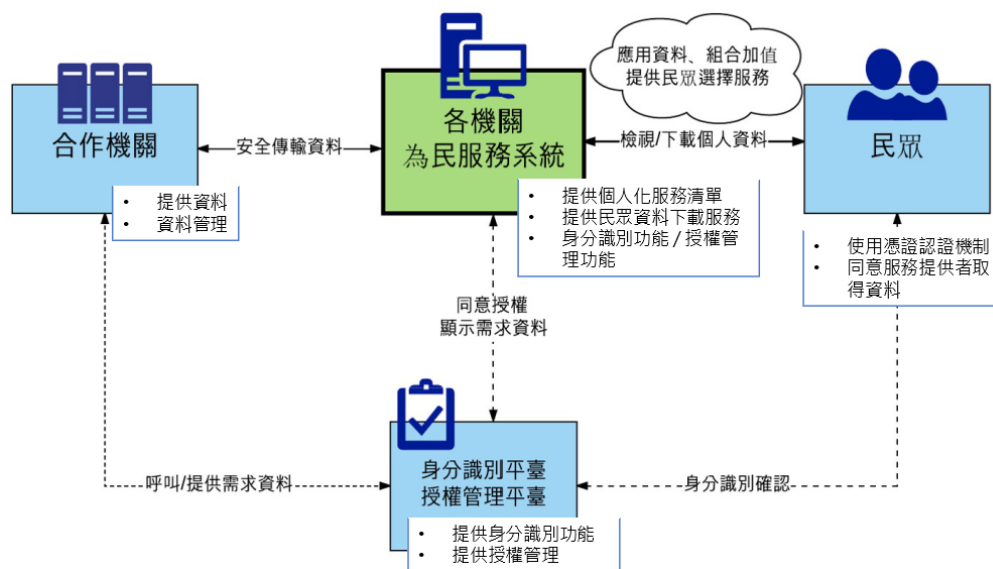 應用資料、組合加值
提供民眾選擇服務
合作機關
安全傳輸資料
各機關
為民服務系統
檢視/下載個人資料
民眾
• 提供資料
• 資料管理
• 提供個人化服務清單
• 提供民眾資料下載服務
• 身分識別功能 / 授權管
理功能
• 使用憑證認證機制
• 同意服務提供者取
得資料
同意授權
顯示需求資料
呼叫/提供需求資料
身分識別平臺
授權管理平臺
身分識別確認
• 提供身分識別功能
• 提供授權管理